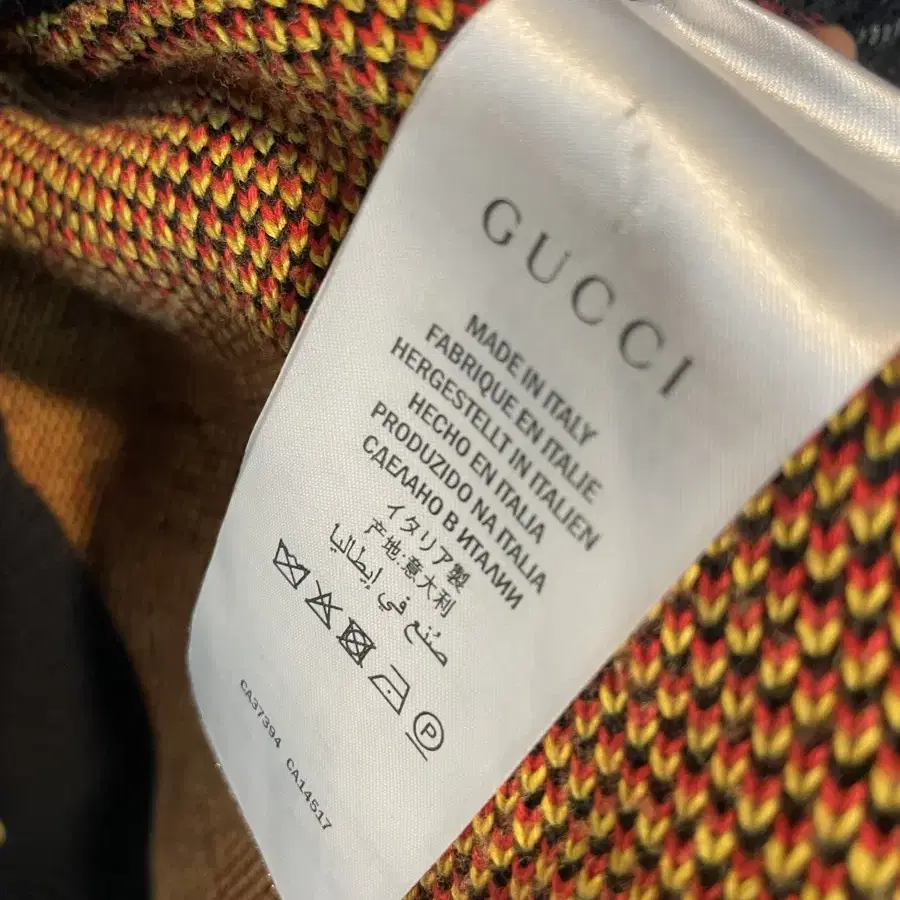 GUCCI
MADE IN ITALY
FABRIQUE EN ITALIE
HERGESTELLT IN ITALIEN
HECHO EN ITALIA
PRODUZIDO NA ITALIA
СДЕЛАНО В ИТАЛИИ
イタリア製
产地:意大利
صُنع في إيطاليا
P
CA37394 CA14517